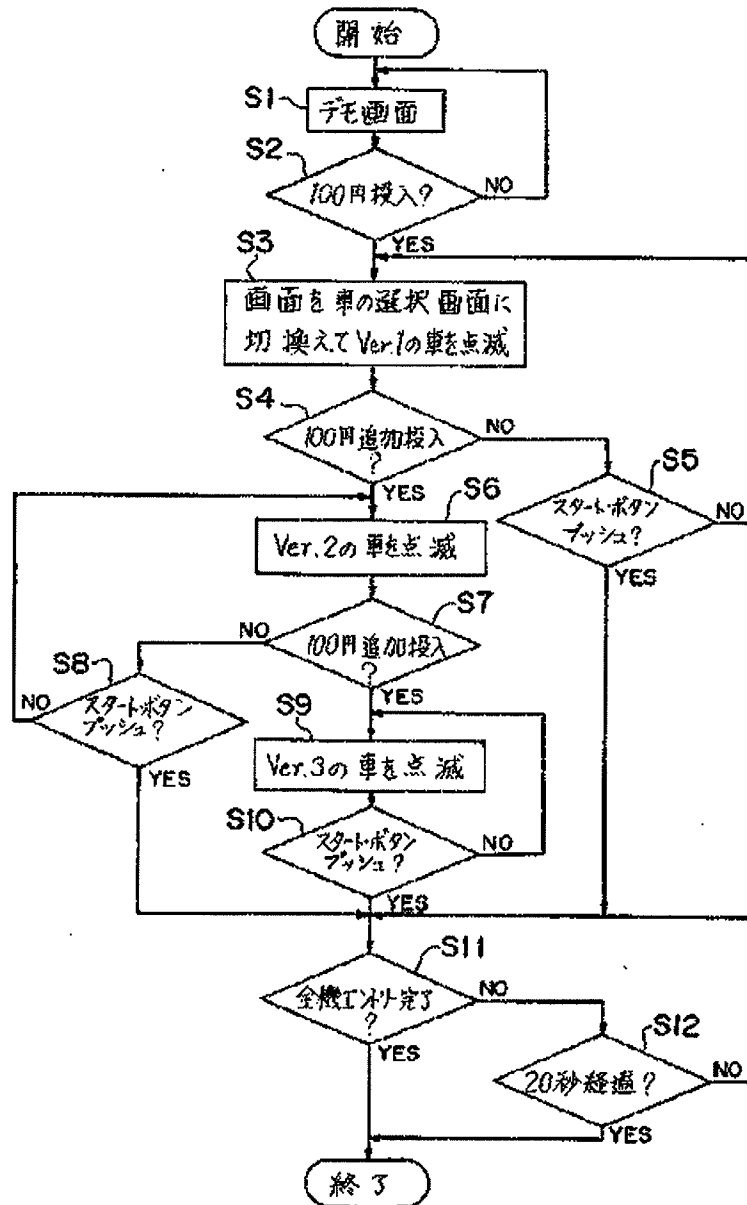 開始
S1
デモ画面
S2
100円投入?
NO
YES
S3
画面を車の選択画面に
切換えてVer.1の車を点滅
S4
100円追加投入
?
NO
YES
S5
スタート・ボタン
プッシュ?
NO
YES
S6
Ver.2の車を点滅
S7
100円追加投入
?
NO
YES
S8
スタート・ボタン
プッシュ?
NO
YES
S9
Ver.3の車を点滅
S10
スタート・ボタン
プッシュ?
NO
YES
S11
全機エントリー完了
?
NO
YES
S12
20秒経過?
NO
YES
終了